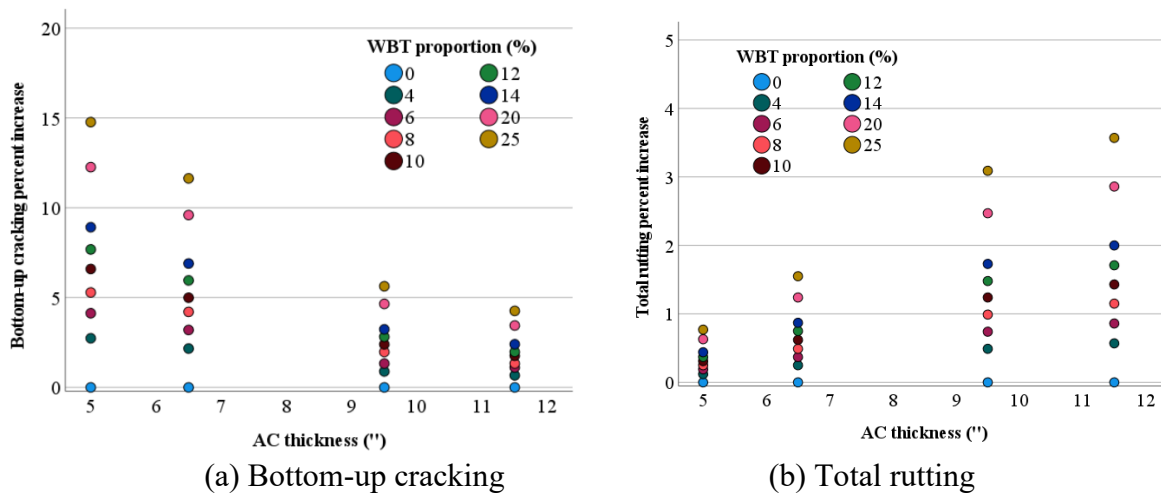 Bottom-up cracking percent increase
20
15
10
5
0
WBT proportion (%)
0 12
4 14
6 20
8 25
10
5 6 7 8 9 10 11 12
AC thickness (")
(a) Bottom-up cracking
Total rutting percent increase
5
4
3
2
1
0
WBT proportion (%)
0 12
4 14
6 20
8 25
10
5 6 7 8 9 10 11 12
AC thickness (")
(b) Total rutting